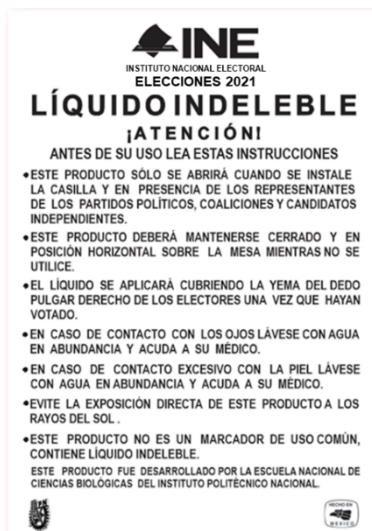 INE
INSTITUTO NACIONAL ELECTORAL
ELECCIONES 2021
LÍQUIDO INDELEBLE
¡ATENCIÓN!
ANTES DE SU USO LEA ESTAS INSTRUCCIONES
•ESTE PRODUCTO SÓLO SE ABRIRÁ CUANDO SE INSTALE
LA CASILLA Y EN PRESENCIA DE LOS REPRESENTANTES
DE LOS PARTIDOS POLÍTICOS, COALICIONES Y CANDIDATOS
INDEPENDIENTES.
•ESTE PRODUCTO DEBERÁ MANTENERSE CERRADO Y EN
POSICIÓN HORIZONTAL SOBRE LA MESA MIENTRAS NO SE
UTILICE.
•EL LÍQUIDO SE APLICARÁ CUBRIENDO LA YEMA DEL DEDO
PULGAR DERECHO DE LOS ELECTORES UNA VEZ QUE HAYAN
VOTADO.
•EN CASO DE CONTACTO CON LOS OJOS LÁVESE CON AGUA
EN ABUNDANCIA Y ACUDA A SU MÉDICO.
•EN CASO DE CONTACTO EXCESIVO CON LA PIEL LÁVESE
CON AGUA EN ABUNDANCIA Y ACUDA A SU MÉDICO.
•EVITE LA EXPOSICIÓN DIRECTA DE ESTE PRODUCTO A LOS
RAYOS DEL SOL .
•ESTE PRODUCTO NO ES UN MARCADOR DE USO COMÚN,
CONTIENE LÍQUIDO INDELEBLE.
ESTE PRODUCTO FUE DESARROLLADO POR LA ESCUELA NACIONAL DE
CIENCIAS BIOLÓGICAS DEL INSTITUTO POLITÉCNICO NACIONAL.
HECHO EN
MÉXICO